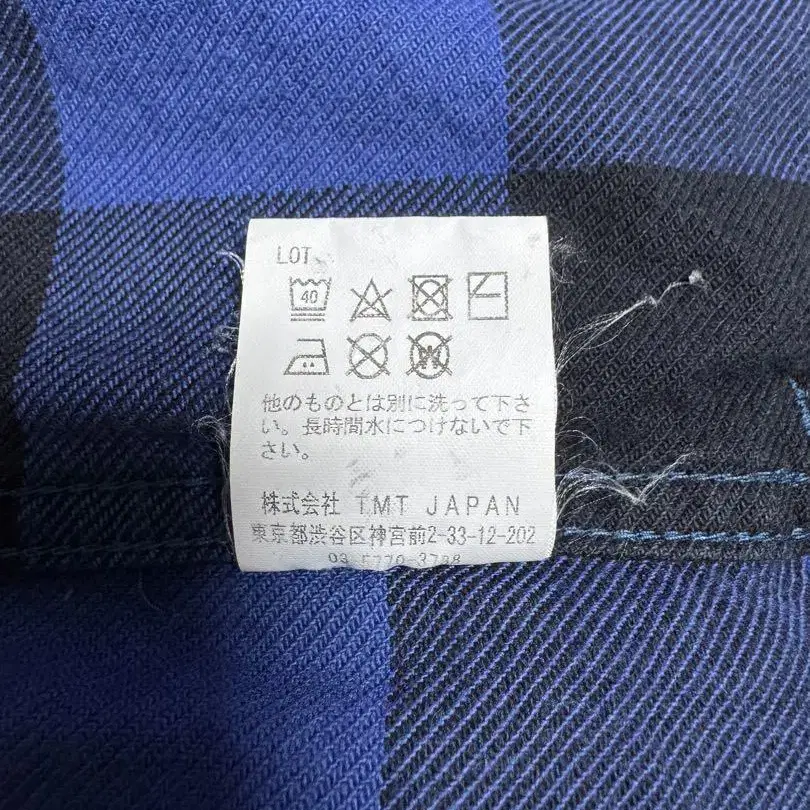 LOT
40
W
他のものとは別に洗って下さ
い。長時間水につけないで下
さい。
株式会社 TMT JAPAN
東京都渋谷区神宮前2-33-12-202